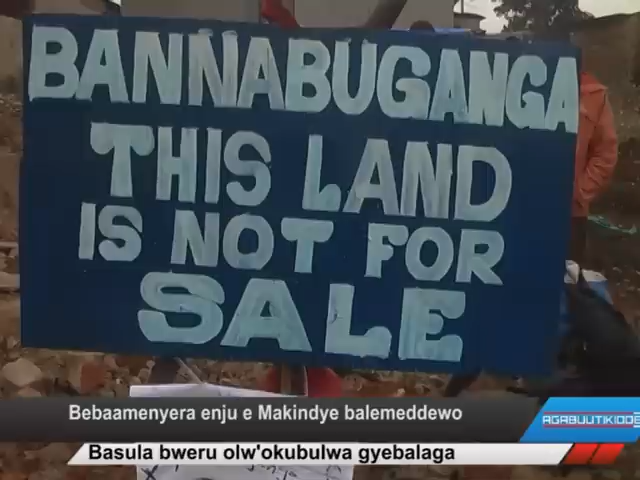 BANNABUGANGA
THIS LAND
IS NOT FOR
SALE
Bebaamenyera enju e Makindye balemeddewo
AGABUUTIKIDDE
Basula bweru olw'okubulwa gyebalaga